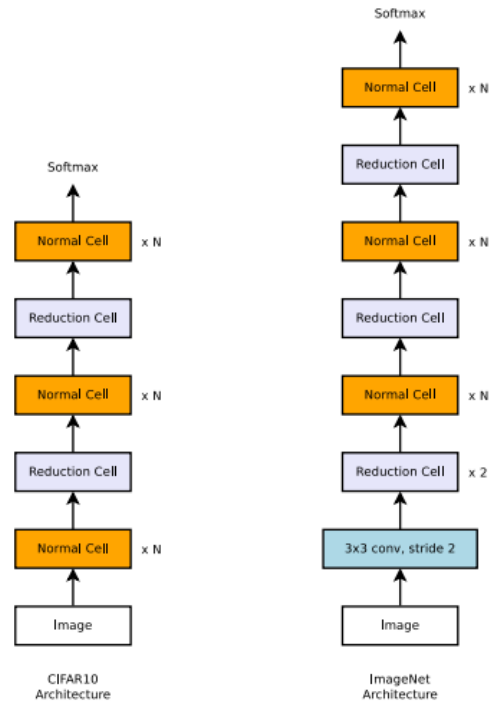 Softmax
Normal Cell x N
Reduction Cell
Normal Cell x N
Reduction Cell
Normal Cell x N
Image
CIFAR10
Architecture
Softmax
Normal Cell x N
Reduction Cell
Normal Cell x N
Reduction Cell
Normal Cell x N
Reduction Cell x 2
3x3 conv, stride 2
Image
ImageNet
Architecture